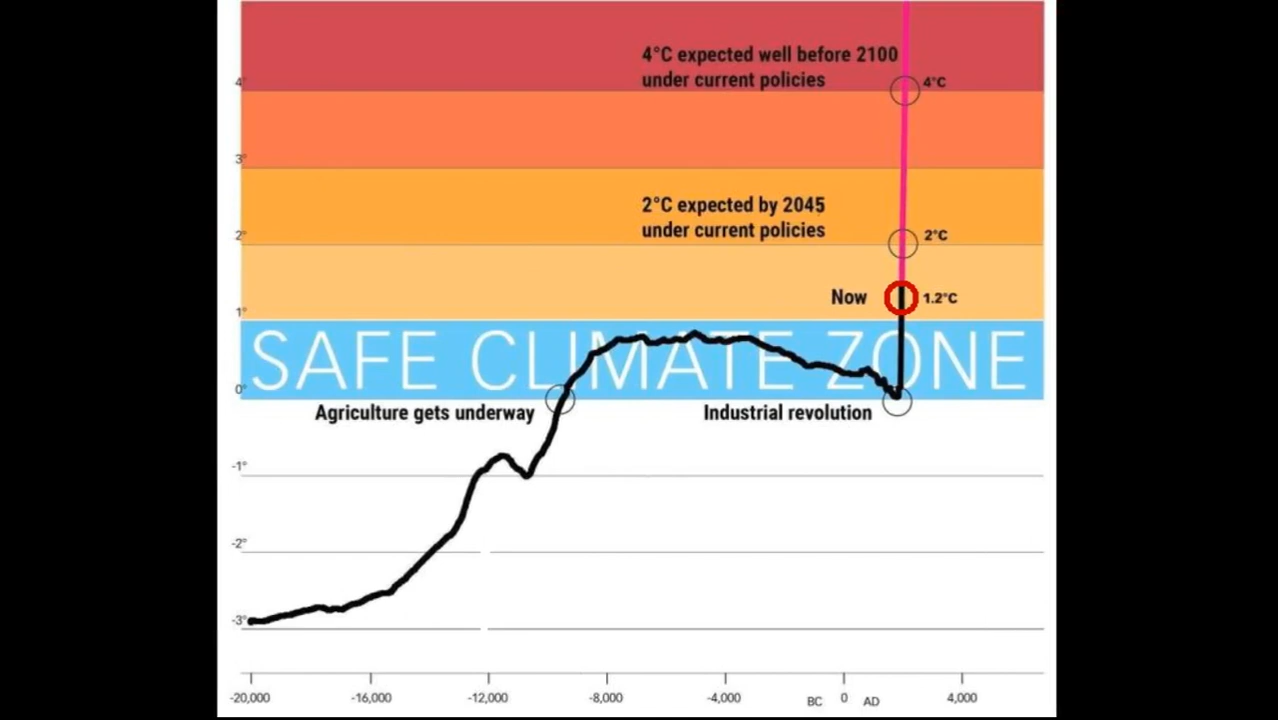 4°C expected well before 2100
under current policies
4°
4°C
3°
2°C expected by 2045
under current policies
2°
2°C
Now
1.2°C
1°
SAFE CLIMATE ZONE
0°
Agriculture gets underway
Industrial revolution
-1°
-2°
-3°
-20,000 -16,000 -12,000 -8,000 -4,000 BC 0 AD 4,000